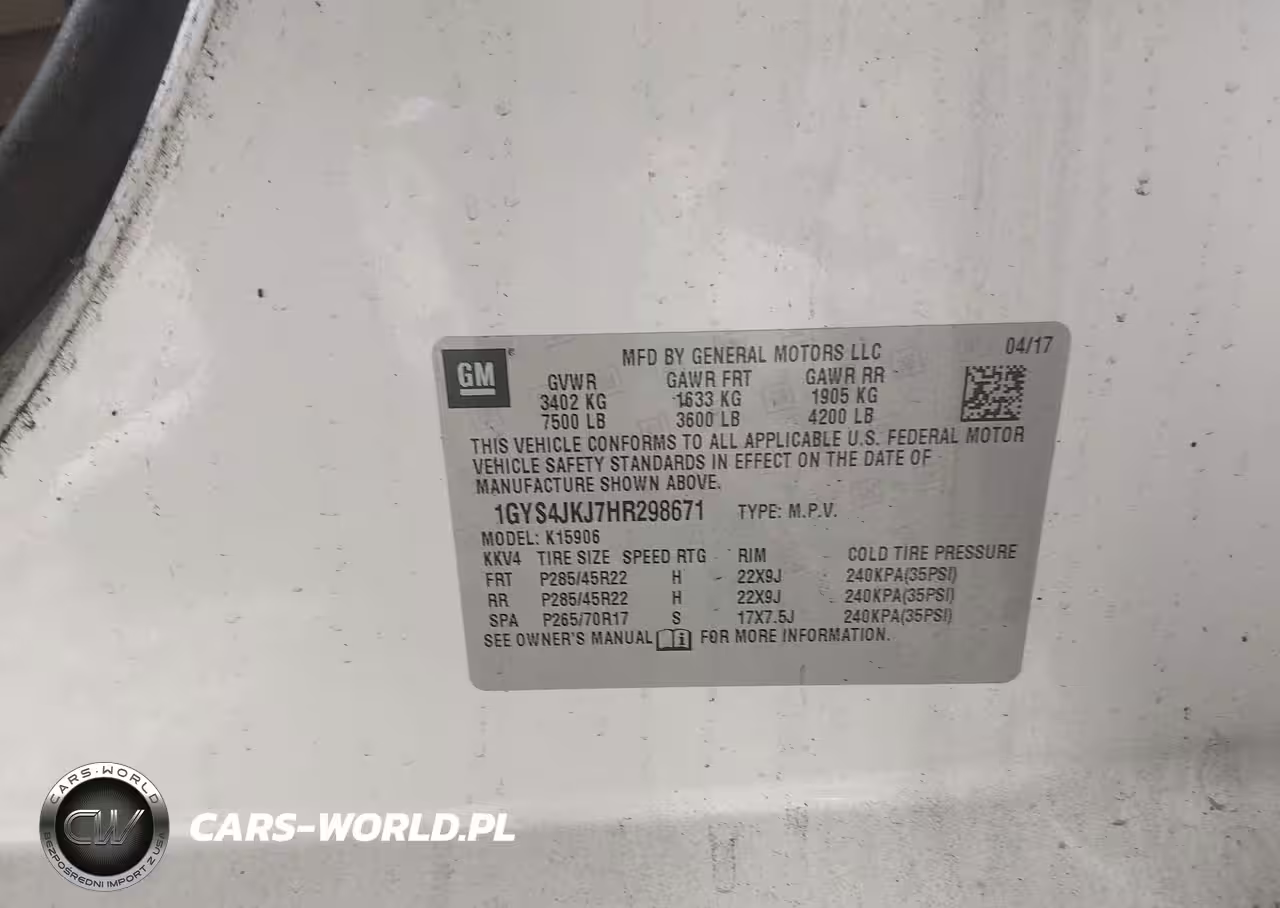 GM
MFD BY GENERAL MOTORS LLC
04/17
GVWR GAWR FRT GAWR RR
3402 KG 1633 KG 1905 KG
7500 LB 3600 LB 4200 LB
THIS VEHICLE CONFORMS TO ALL APPLICABLE U.S. FEDERAL MOTOR
VEHICLE SAFETY STANDARDS IN EFFECT ON THE DATE OF
MANUFACTURE SHOWN ABOVE.
1GYS4JKJ7HR298671 TYPE: M.P.V.
MODEL: K15906
KKV4 TIRE SIZE SPEED RTG RIM COLD TIRE PRESSURE
FRT P285/45R22 H 22X9J 240KPA(35PSI)
RR P285/45R22 H 22X9J 240KPA(35PSI)
SPA P265/70R17 S 17X7.5J 240KPA(35PSI)
SEE OWNER'S MANUAL i FOR MORE INFORMATION.
CARS-WORLD
CW
BEZPOŚREDNI IMPORT Z USA
CARS-WORLD.PL